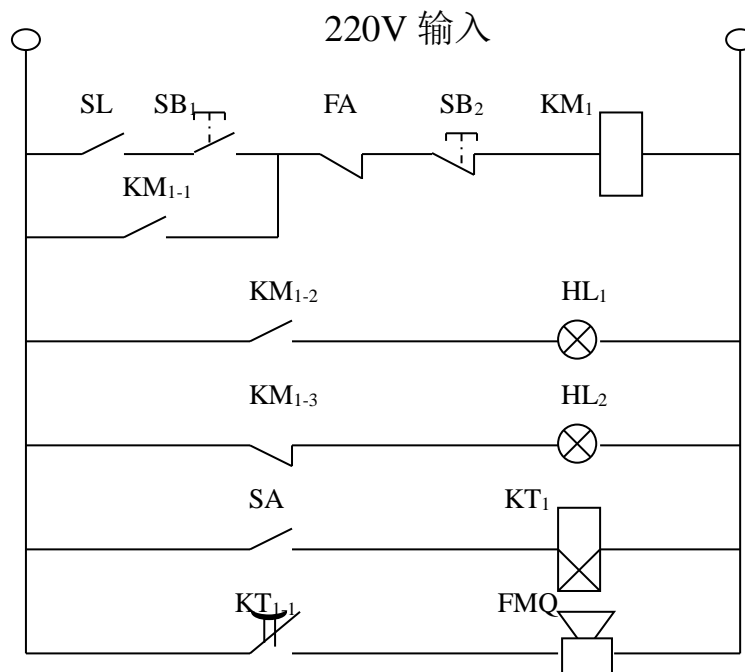 220V 输入
SL SB₁ FA SB₂ KM₁
KM₁₋₁
KM₁₋₂ HL₁
KM₁₋₃ HL₂
SA KT₁
KT₁₋₁ FMQ